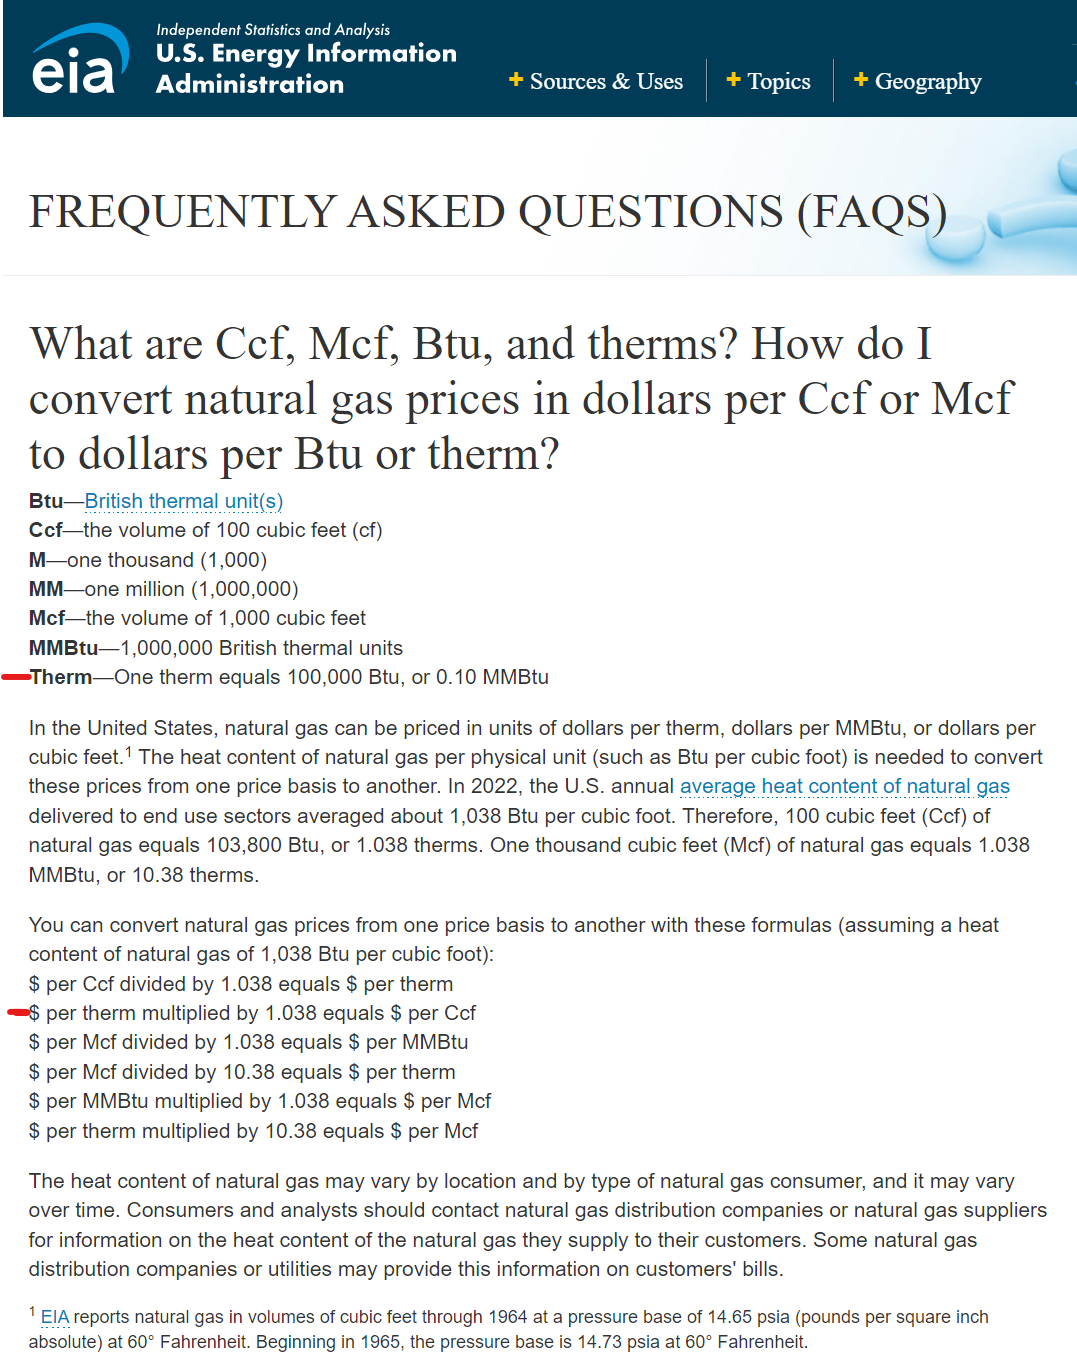 eia
Independent Statistics and Analysis
U.S. Energy Information
Administration
+ Sources & Uses
+ Topics
+ Geography
FREQUENTLY ASKED QUESTIONS (FAQS)
What are Ccf, Mcf, Btu, and therms? How do I
convert natural gas prices in dollars per Ccf or Mcf
to dollars per Btu or therm?
Btu—British thermal unit(s)
Ccf—the volume of 100 cubic feet (cf)
M—one thousand (1,000)
MM—one million (1,000,000)
Mcf—the volume of 1,000 cubic feet
MMBtu—1,000,000 British thermal units
Therm—One therm equals 100,000 Btu, or 0.10 MMBtu
In the United States, natural gas can be priced in units of dollars per therm, dollars per MMBtu, or dollars per
cubic feet.¹ The heat content of natural gas per physical unit (such as Btu per cubic foot) is needed to convert
these prices from one price basis to another. In 2022, the U.S. annual average heat content of natural gas
delivered to end use sectors averaged about 1,038 Btu per cubic foot. Therefore, 100 cubic feet (Ccf) of
natural gas equals 103,800 Btu, or 1.038 therms. One thousand cubic feet (Mcf) of natural gas equals 1.038
MMBtu, or 10.38 therms.
You can convert natural gas prices from one price basis to another with these formulas (assuming a heat
content of natural gas of 1,038 Btu per cubic foot):
$ per Ccf divided by 1.038 equals $ per therm
$ per therm multiplied by 1.038 equals $ per Ccf
$ per Mcf divided by 1.038 equals $ per MMBtu
$ per Mcf divided by 10.38 equals $ per therm
$ per MMBtu multiplied by 1.038 equals $ per Mcf
$ per therm multiplied by 10.38 equals $ per Mcf
The heat content of natural gas may vary by location and by type of natural gas consumer, and it may vary
over time. Consumers and analysts should contact natural gas distribution companies or natural gas suppliers
for information on the heat content of the natural gas they supply to their customers. Some natural gas
distribution companies or utilities may provide this information on customers' bills.
¹ EIA reports natural gas in volumes of cubic feet through 1964 at a pressure base of 14.65 psia (pounds per square inch
absolute) at 60° Fahrenheit. Beginning in 1965, the pressure base is 14.73 psia at 60° Fahrenheit.